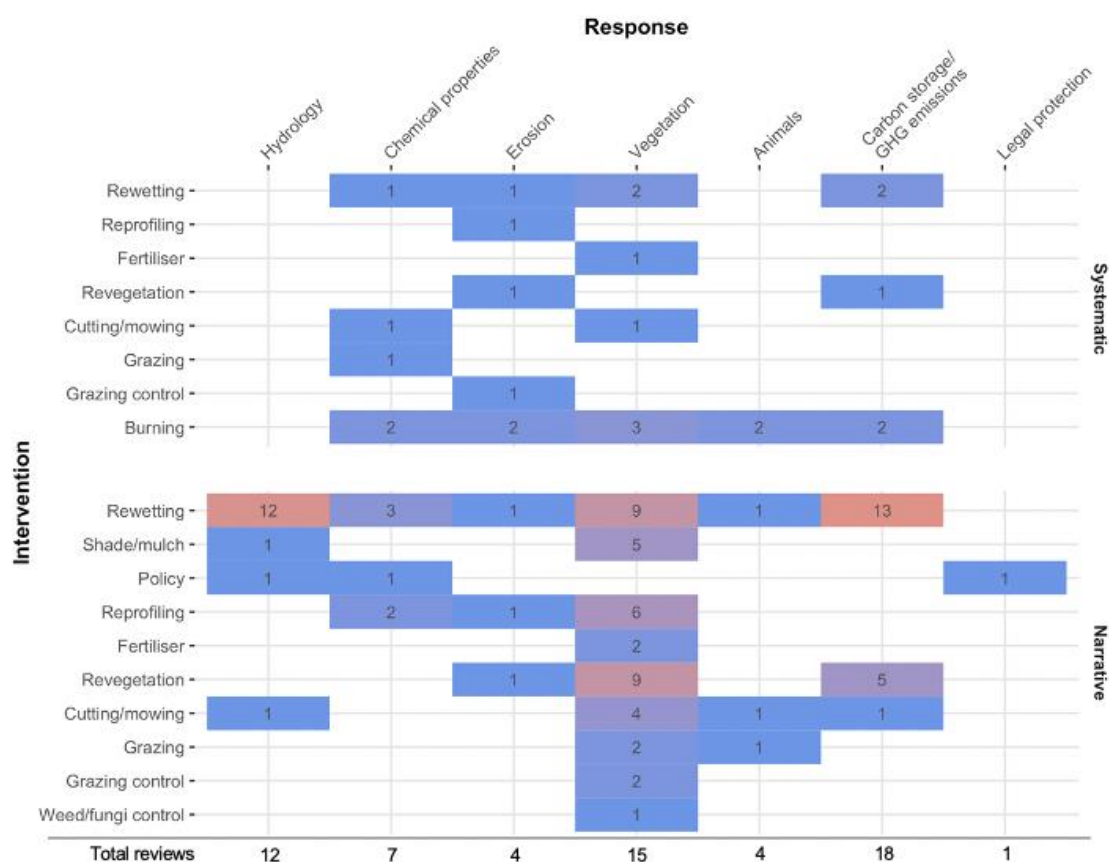 Response
Hydrology
Chemical properties
Erosion
Vegetation
Animals
Carbon storage/
GHG emissions
Legal protection
Rewetting 1 1 2 2
Reprofiling 1
Fertiliser 1
Revegetation 1 1
Cutting/mowing 1 1
Grazing 1
Grazing control 1
Burning 2 2 3 2 2
Systematic
Intervention
Rewetting 12 3 1 9 1 13
Shade/mulch 1 5
Policy 1 1 1
Reprofiling 2 1 6
Fertiliser 2
Revegetation 1 9 5
Cutting/mowing 1 4 1 1
Grazing 2 1
Grazing control 2
Weed/fungi control 1
Narrative
Total reviews 12 7 4 15 4 18 1